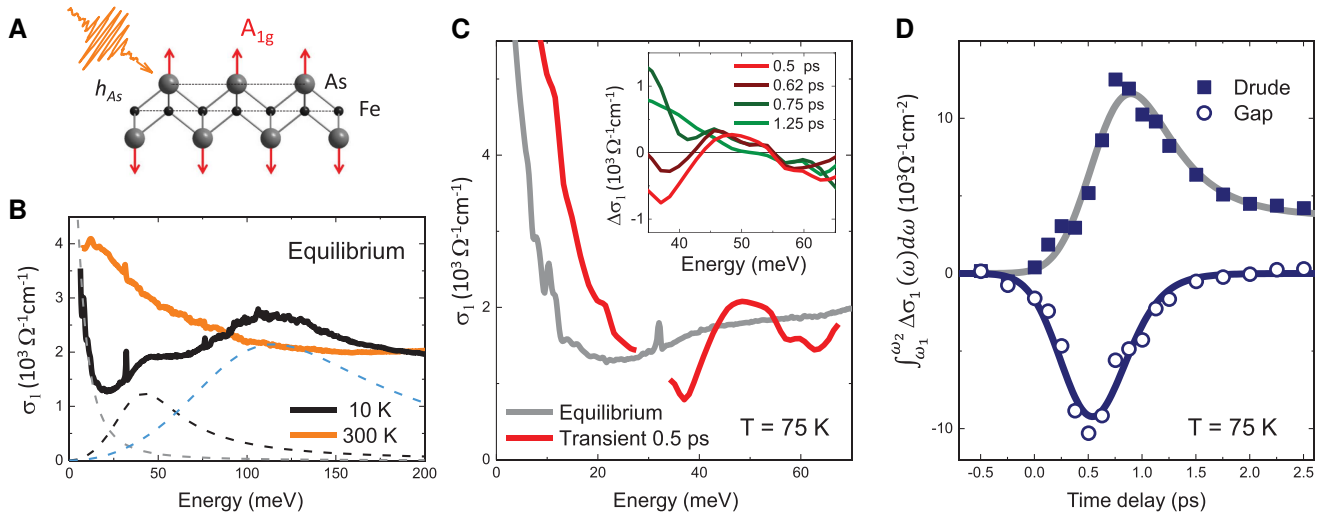 A
A1g
hAs
As
Fe
B
Equilibrium
σ1 (10³ Ω-1cm-1)
4
3
2
1
0
10 K
300 K
0 50 100 150 200
Energy (meV)
C
σ1 (10³ Ω-1cm-1)
4
2
0
Equilibrium
Transient 0.5 ps
T = 75 K
0 20 40 60
Energy (meV)
Δσ1 (10³ Ω-1cm-1)
1
0
-1
0.5 ps
0.62 ps
0.75 ps
1.25 ps
40 50 60
Energy (meV)
D
∫ω1ω2 Δσ1 (ω)dω (10³Ω-1cm-2)
10
0
-10
Drude
Gap
T = 75 K
-0.5 0.0 0.5 1.0 1.5 2.0 2.5
Time delay (ps)